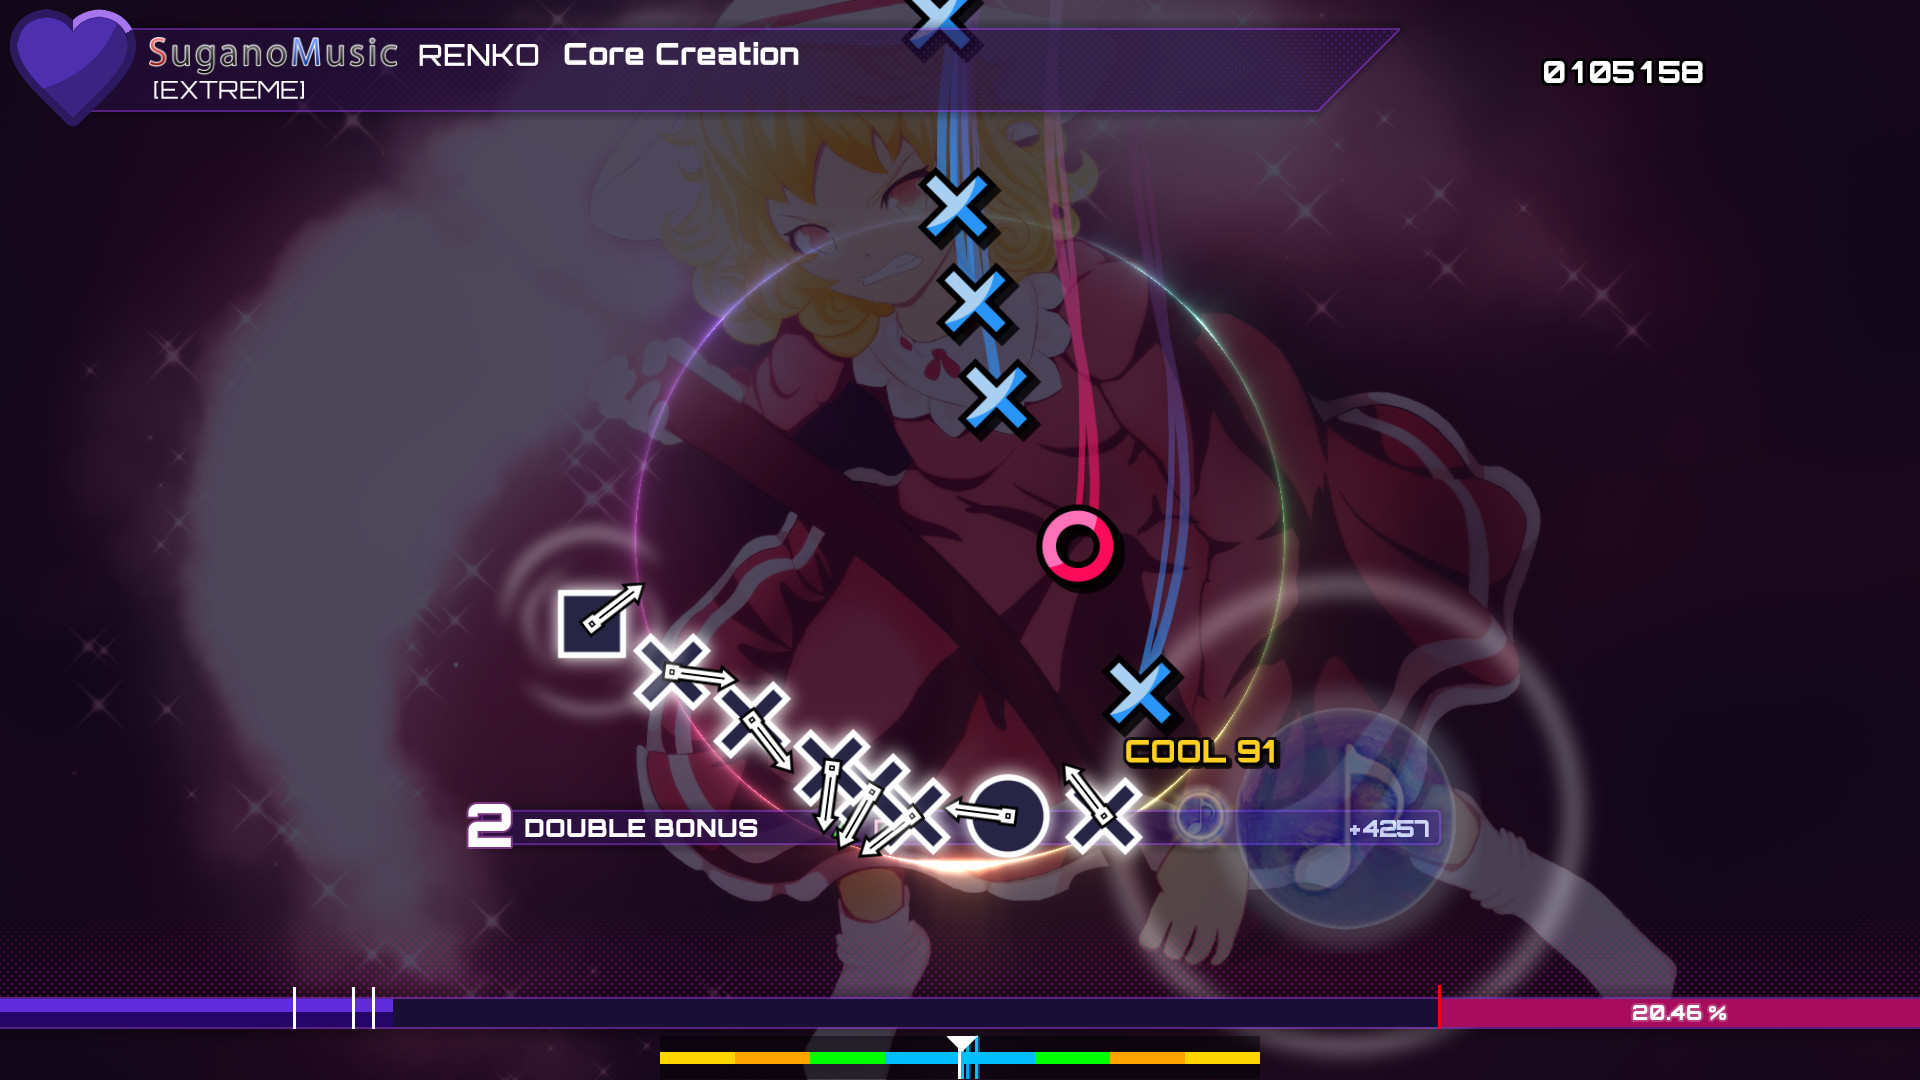 SuganoMusic RENKO Core Creation
[EXTREME]
0105158
COOL 91
2 DOUBLE BONUS
+4257
20.46 %